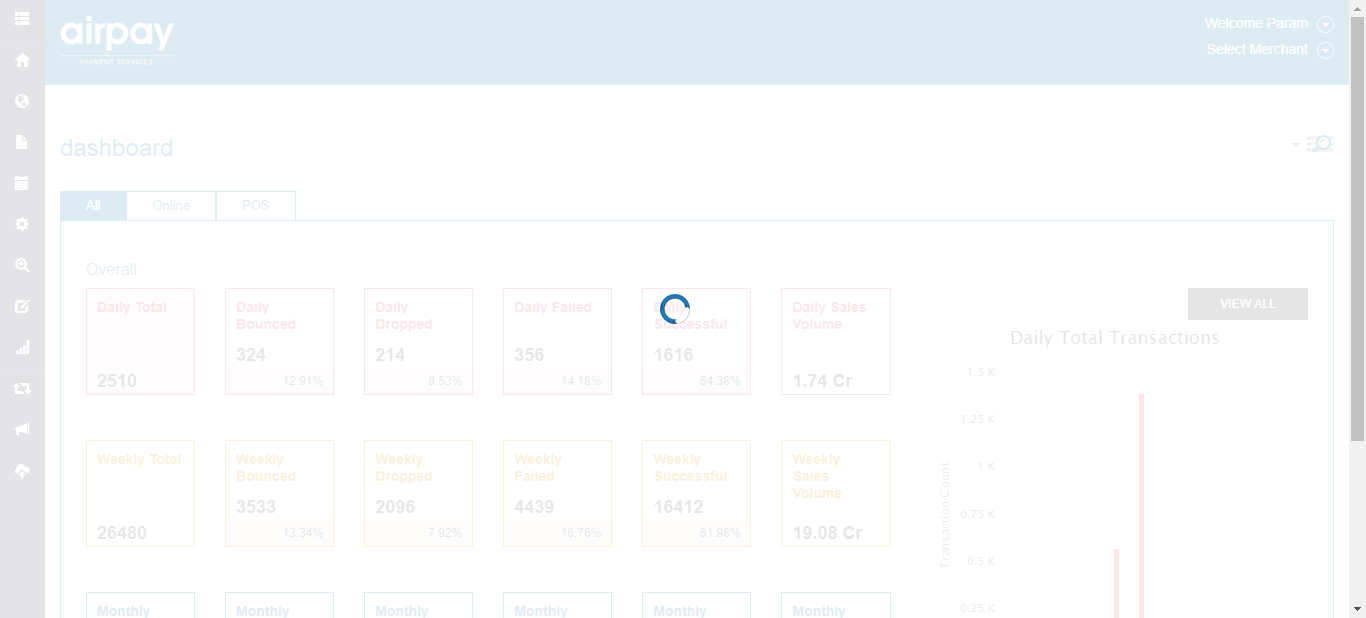 airpay
PAYMENT SERVICES
Welcome Param
Select Merchant
dashboard
All
Online
POS
Overall
Daily Total
2510
Daily
Bounced
324
12.91%
Daily
Dropped
214
8.53%
Daily Failed
356
14.18%
Daily
Successful
1616
64.38%
Daily Sales
Volume
1.74 Cr
VIEW ALL
Daily Total Transactions
1.5 K
1.25 K
1 K
0.75 K
0.5 K
0.25 K
Transaction Count
Weekly Total
26480
Weekly
Bounced
3533
13.34%
Weekly
Dropped
2096
7.92%
Weekly
Failed
4439
16.76%
Weekly
Successful
16412
61.98%
Weekly
Sales
Volume
19.08 Cr
Monthly
Monthly
Monthly
Monthly
Monthly
Monthly